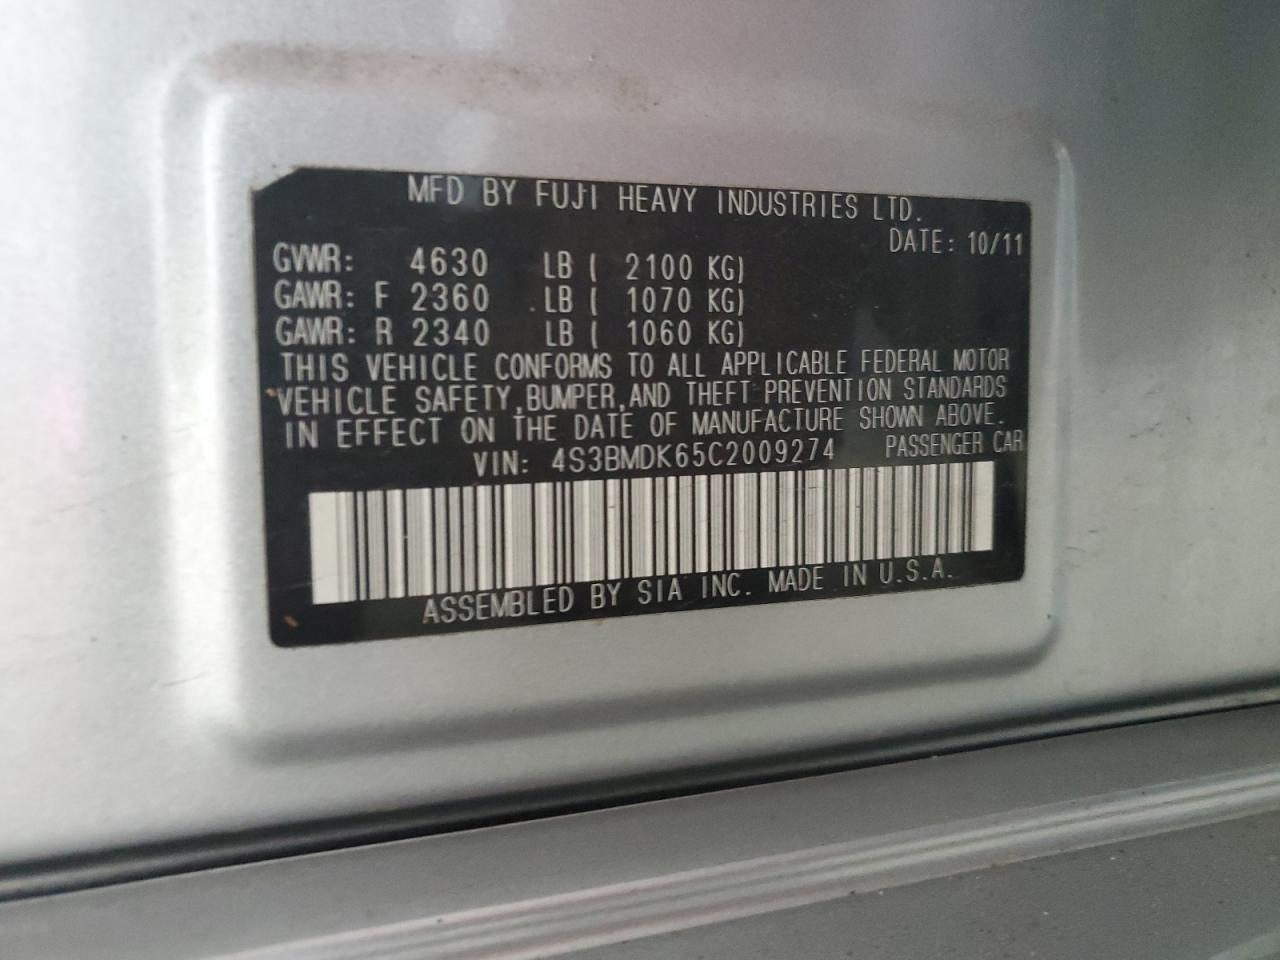 MFD BY FUJI HEAVY INDUSTRIES LTD.
DATE: 10/11
GVWR: 4630 LB ( 2100 KG)
GAWR: F 2360 LB ( 1070 KG)
GAWR: R 2340 LB ( 1060 KG)
THIS VEHICLE CONFORMS TO ALL APPLICABLE FEDERAL MOTOR
VEHICLE SAFETY,BUMPER,AND THEFT PREVENTION STANDARDS
IN EFFECT ON THE DATE OF MANUFACTURE SHOWN ABOVE.
VIN: 4S3BMDK65C2009274 PASSENGER CAR
ASSEMBLED BY SIA INC. MADE IN U.S.A.